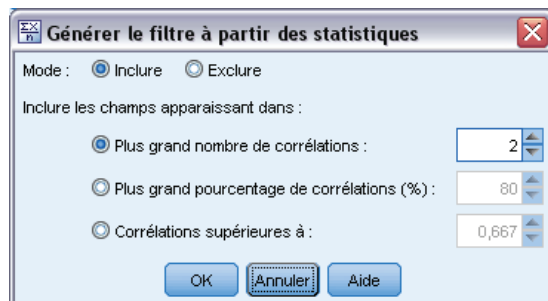 Générer le filtre à partir des statistiques
Mode : Inclure Exclure
Inclure les champs apparaissant dans :
Plus grand nombre de corrélations : 2
Plus grand pourcentage de corrélations (%) : 80
Corrélations supérieures à : 0,667
OK Annuler Aide